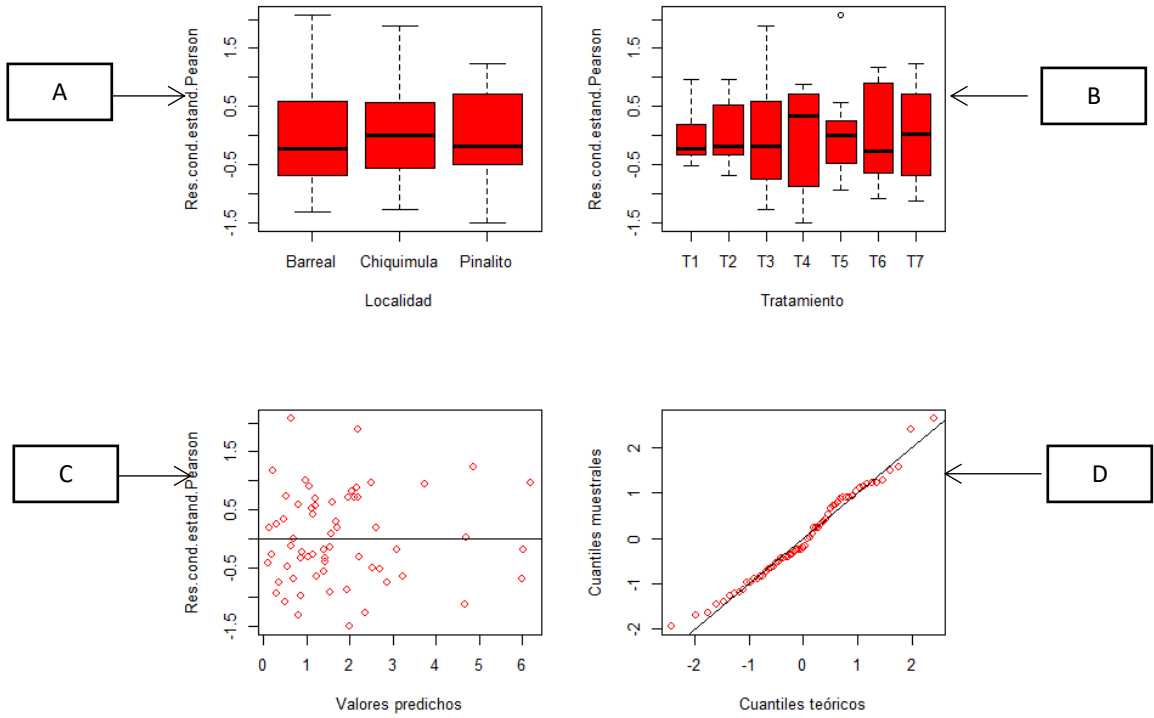 A
Res.cond.estand.Pearson
1.5
0.5
-0.5
-1.5
Barreal Chiquimula Pinalito
Localidad
B
Res.cond.estand.Pearson
1.5
0.5
-0.5
-1.5
T1 T2 T3 T4 T5 T6 T7
Tratamiento
C
Res.cond.estand.Pearson
1.5
0.5
-0.5
-1.5
0 1 2 3 4 5 6
Valores predichos
D
Cuantiles muestrales
2
1
0
-1
-2
-2 -1 0 1 2
Cuantiles teóricos